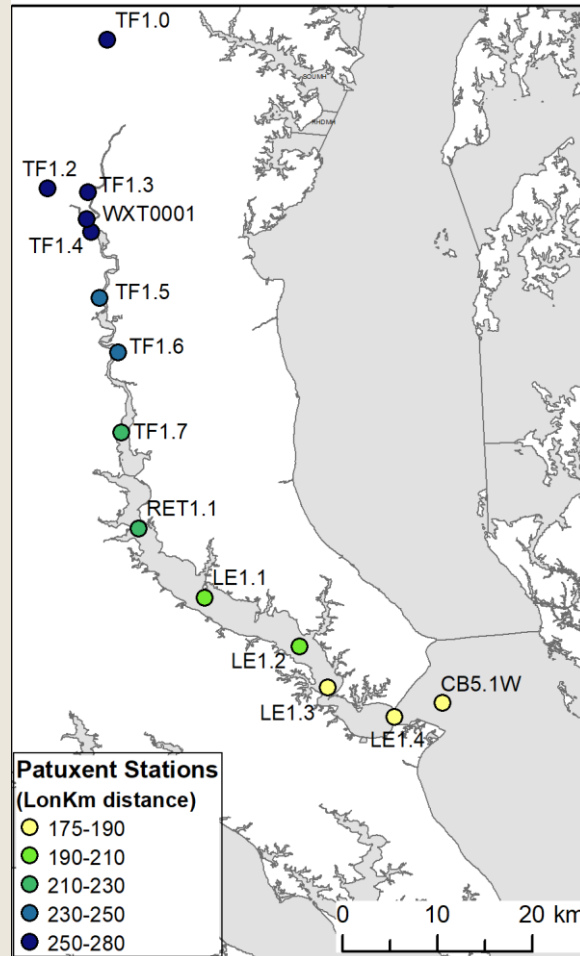 TF1.0
SOUMH
RHDMH
TF1.2
TF1.3
WXT0001
TF1.4
TF1.5
TF1.6
TF1.7
RET1.1
LE1.1
LE1.2
CB5.1W
LE1.3
LE1.4
Patuxent Stations
(LonKm distance)
175-190
190-210
210-230
230-250
250-280
0 10 20 km